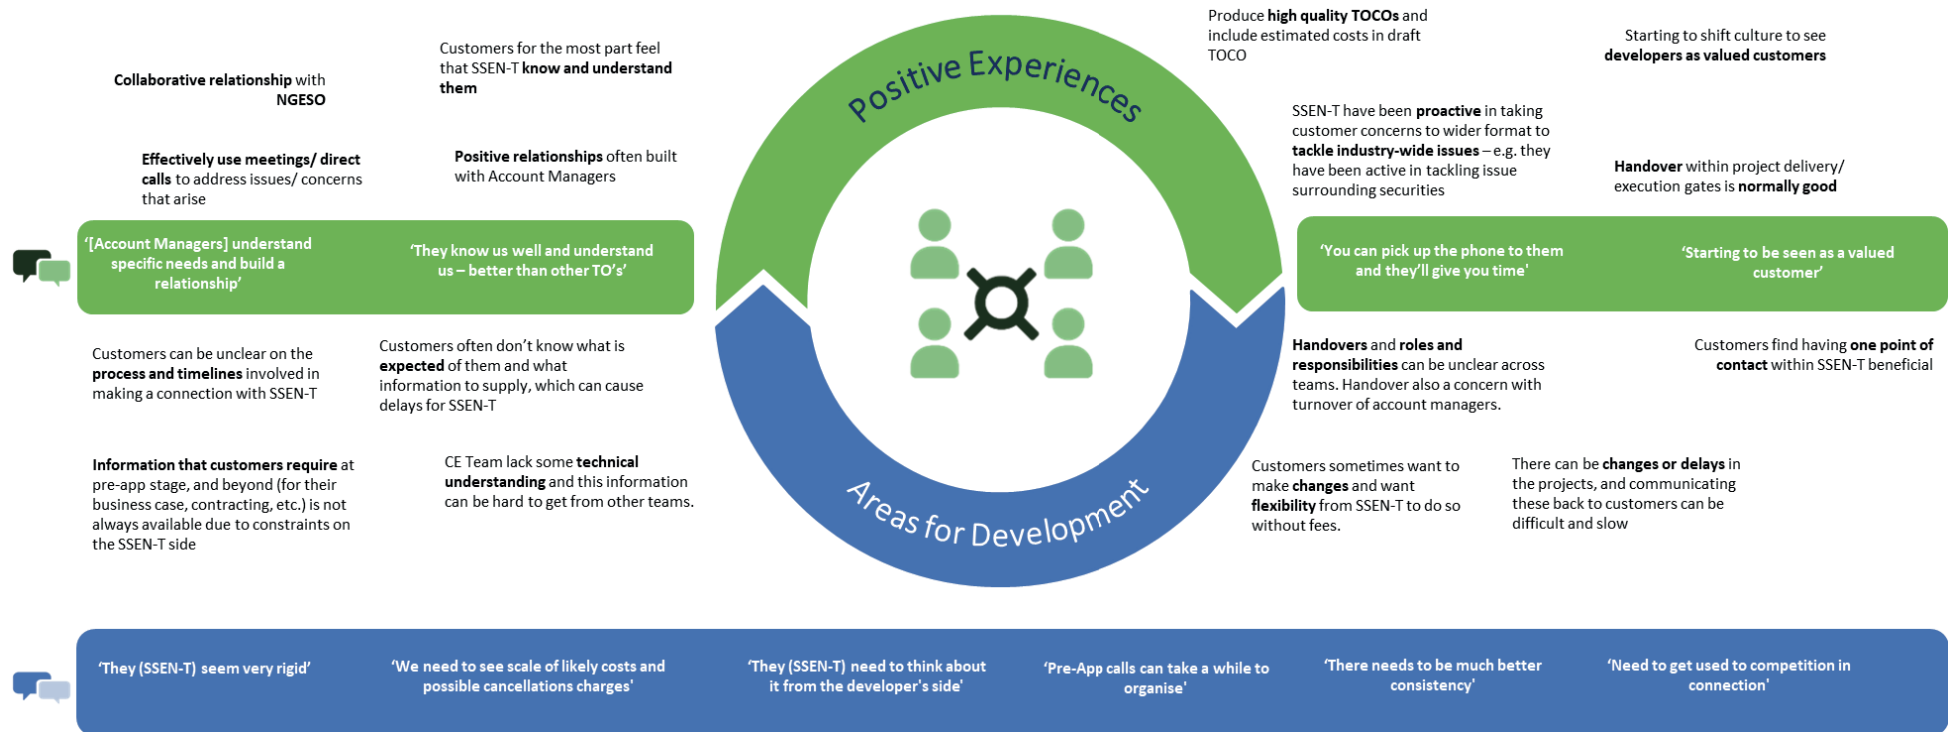 Collaborative relationship with
NGESO
Customers for the most part feel
that SSEN-T know and understand
them
Effectively use meetings/ direct
calls to address issues/ concerns
that arise
Positive relationships often built
with Account Managers
Positive Experiences
Produce high quality TOCOs and
include estimated costs in draft
TOCO
Starting to shift culture to see
developers as valued customers
SSEN-T have been proactive in taking
customer concerns to wider format to
tackle industry-wide issues – e.g. they
have been active in tackling issue
surrounding securities
Handover within project delivery/
execution gates is normally good
‘[Account Managers] understand
specific needs and build a
relationship’
‘They know us well and understand
us – better than other TO’s’
‘You can pick up the phone to them
and they’ll give you time'
‘Starting to be seen as a valued
customer’
Customers can be unclear on the
process and timelines involved in
making a connection with SSEN-T
Customers often don’t know what is
expected of them and what
information to supply, which can cause
delays for SSEN-T
Information that customers require at
pre-app stage, and beyond (for their
business case, contracting, etc.) is not
always available due to constraints on
the SSEN-T side
CE Team lack some technical
understanding and this information
can be hard to get from other teams.
Areas for Development
Handovers and roles and
responsibilities can be unclear across
teams. Handover also a concern with
turnover of account managers.
Customers find having one point of
contact within SSEN-T beneficial
Customers sometimes want to
make changes and want
flexibility from SSEN-T to do so
without fees.
There can be changes or delays in
the projects, and communicating
these back to customers can be
difficult and slow
‘They (SSEN-T) seem very rigid’
‘We need to see scale of likely costs and
possible cancellations charges'
‘They (SSEN-T) need to think about
it from the developer's side'
‘Pre-App calls can take a while to
organise'
‘There needs to be much better
consistency'
‘Need to get used to competition in
connection'